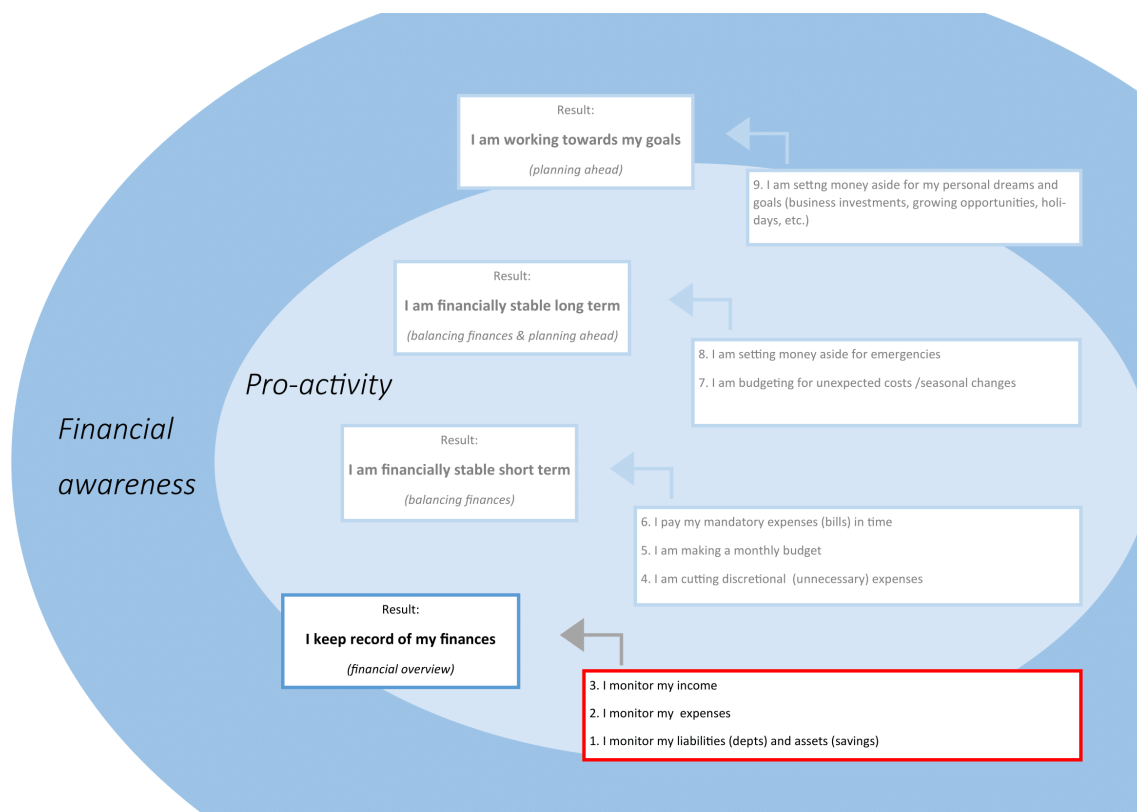 Result:
I am working towards my goals
(planning ahead)
9. I am settng money aside for my personal dreams and
goals (business investments, growing opportunities, holi-
days, etc.)
Result:
I am financially stable long term
(balancing finances & planning ahead)
8. I am setting money aside for emergencies
7. I am budgeting for unexpected costs /seasonal changes
Pro-activity
Financial
awareness
Result:
I am financially stable short term
(balancing finances)
6. I pay my mandatory expenses (bills) in time
5. I am making a monthly budget
4. I am cutting discretional  (unnecessary) expenses
Result:
I keep record of my finances
(financial overview)
3. I monitor my income
2. I monitor my  expenses
1. I monitor my liabilities (depts) and assets (savings)